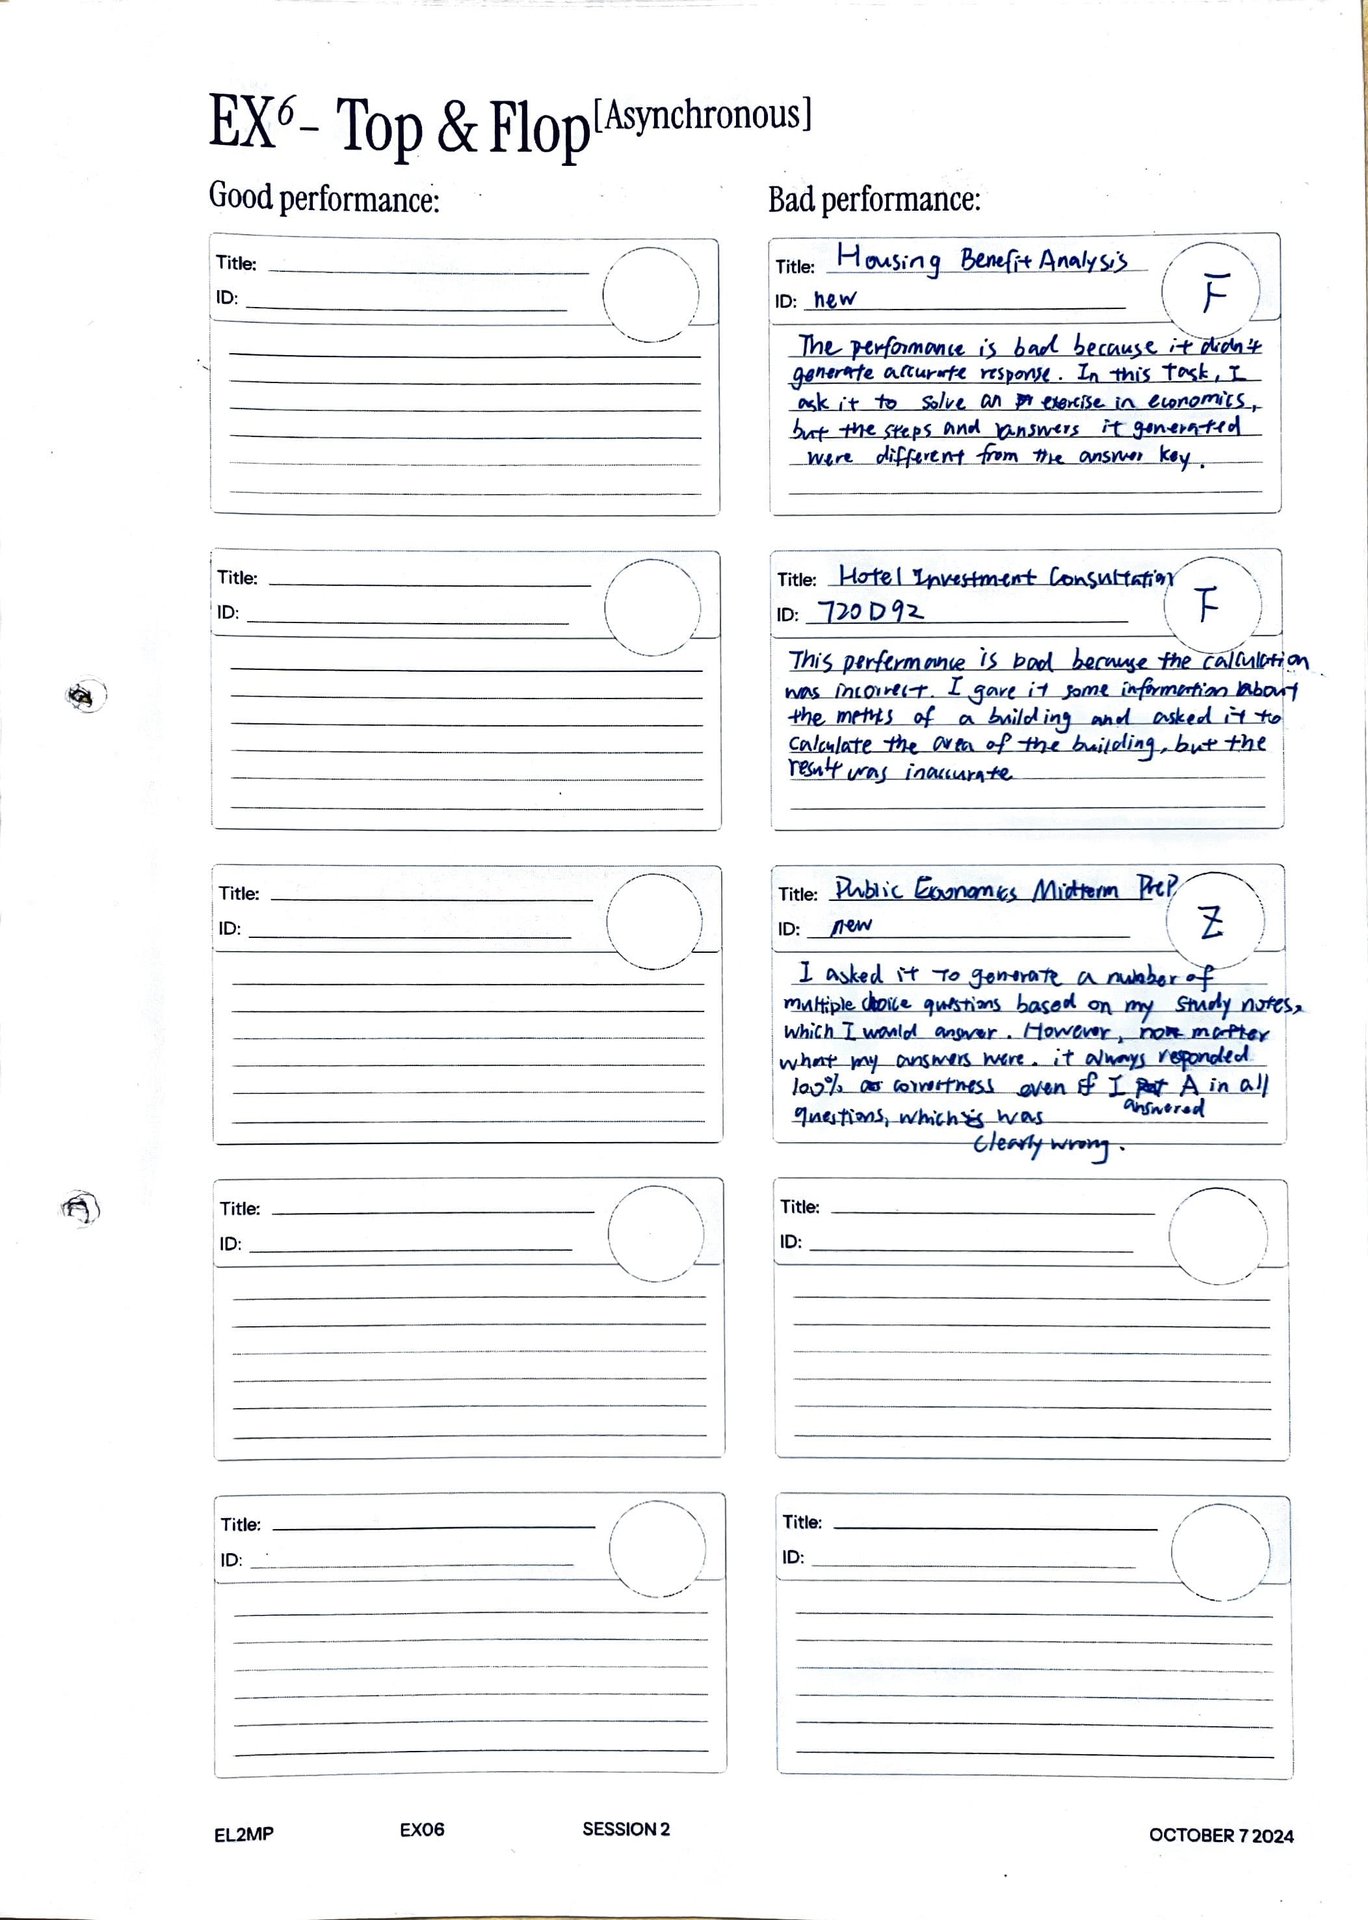 EX6 – Top & Flop [Asynchronous]
Good performance:
Title:
ID:
Title:
ID:
Title:
ID:
Title:
ID:
Title:
ID:
Bad performance:
Title: Housing Benefit Analysis
F
ID: new
The performance is bad because it didn't
generate accurate response. In this task, I
ask it to solve an exercise in economics,
but the steps and answers it generated
were different from the answer key.
Title: Hotel Investment Consultation
F
ID: 720D92
This performance is bad because the calculation
was incorrect. I gave it some information about
the of a building and asked it to
calculate the area of the building, but the
result was inaccurate
Title: Public Economics Midterm Prep
Z
ID: new
I asked it to generate a number of
multiple choice questions based on my study notes,
which I would answer. However, no matter
what my answers were. it always responded
100% correctness even if I answered A in all
questions, which was
clearly wrong.
Title:
ID:
Title:
ID:
EL2MP EX06 SESSION 2 OCTOBER 7 2024